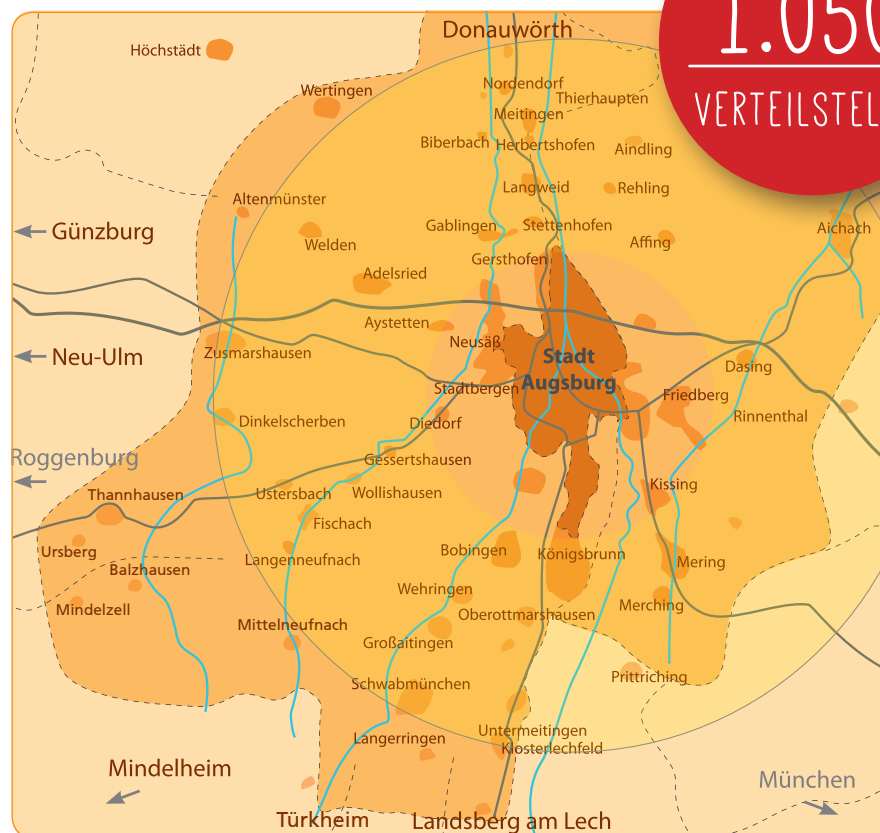 1.050
VERTEILSTEL
Donauwörth
Höchstädt
Wertingen
Nordendorf
Thierhaupten
Meitingen
Biberbach
Herbertshofen
Aindling
Langweid
Rehling
Altenmünster
Gablingen
Stettenhofen
Aichach
Günzburg
Welden
Affing
Gersthofen
Adelsried
Aystetten
Neusäß
Neu-Ulm
Zusmarshausen
Stadt
Augsburg
Dasing
Stadtbergen
Friedberg
Rinnenthal
Dinkelscherben
Diedorf
Roggenburg
Gessertshausen
Kissing
Thannhausen
Ustersbach
Wollishausen
Fischach
Ursberg
Bobingen
Königsbrunn
Langenneufnach
Mering
Balzhausen
Wehringen
Merching
Mindelzell
Oberottmarshausen
Mittelneufnach
Großaitingen
Prittriching
Schwabmünchen
Untermeitingen
Langerringen
Klosterlechfeld
Mindelheim
München
Türkheim
Landsberg am Lech